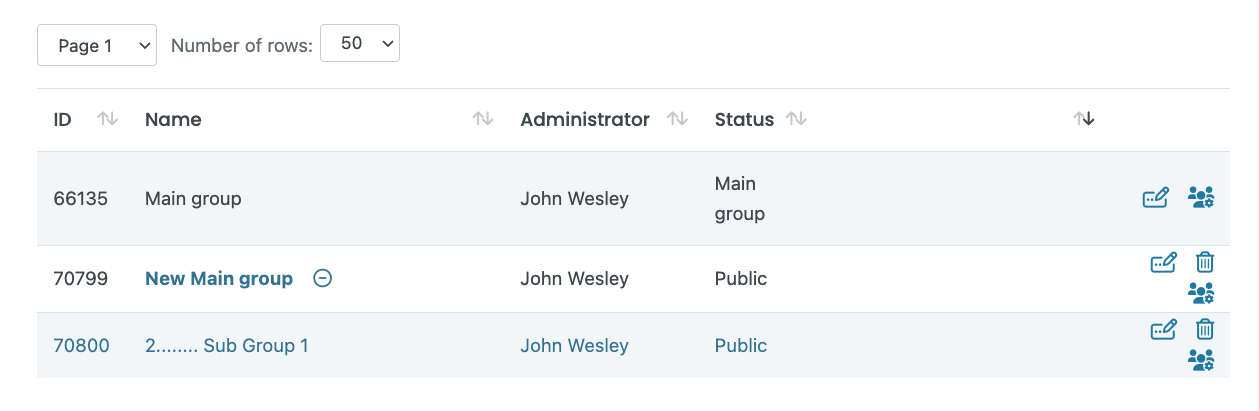 Page 1 Number of rows: 50
ID Name Administrator Status
66135 Main group John Wesley Main group
70799 New Main group John Wesley Public
70800 2........ Sub Group 1 John Wesley Public